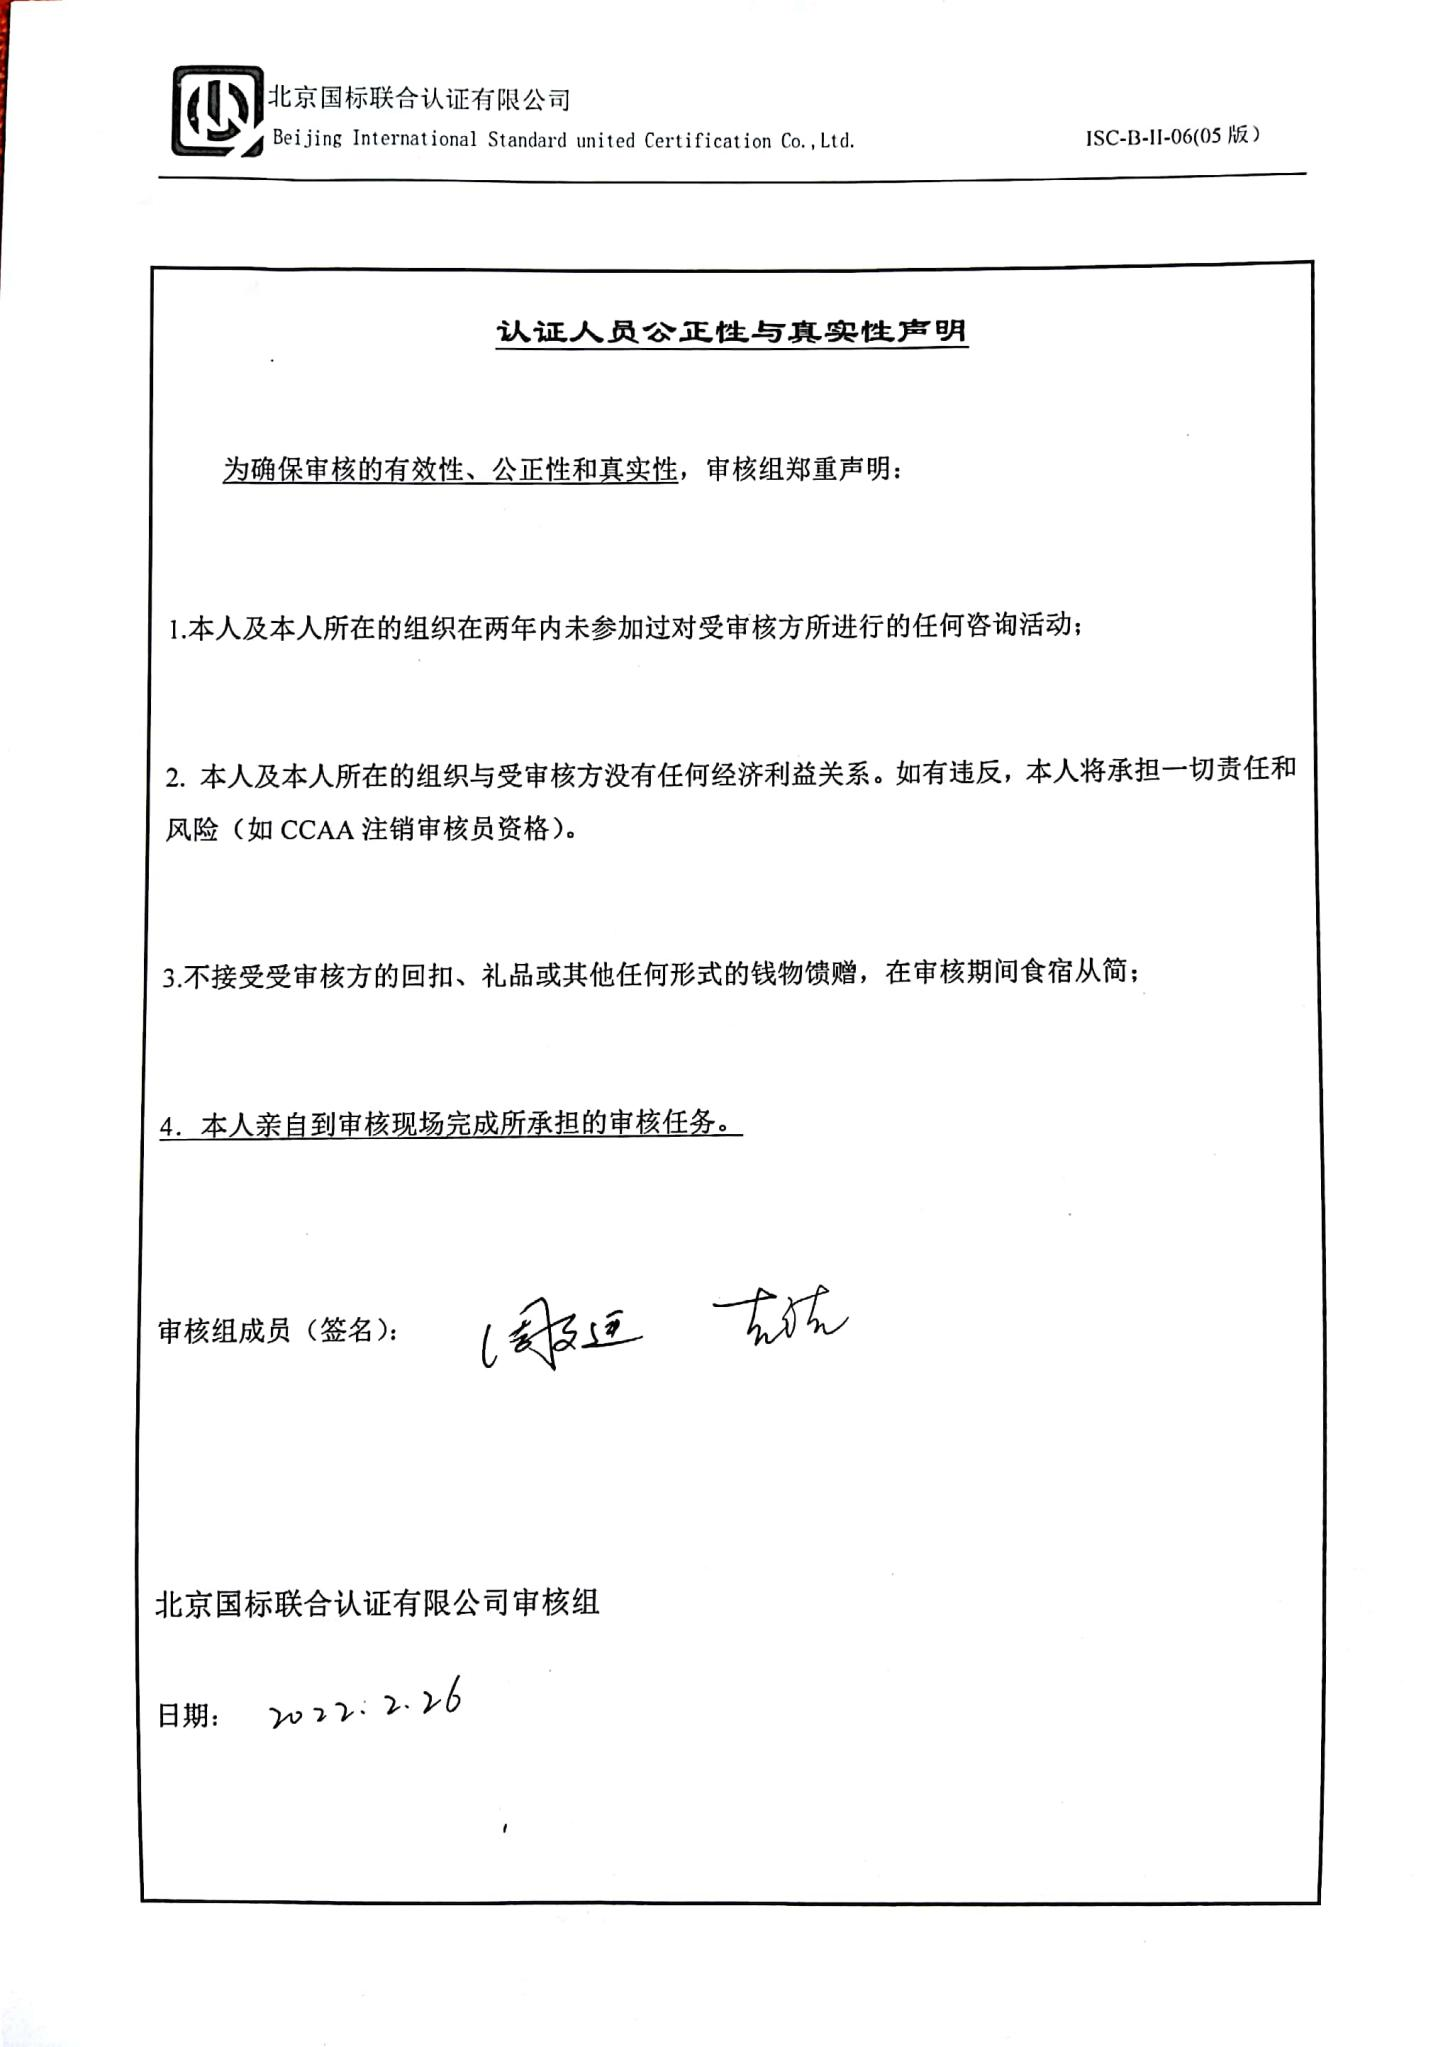 北京国标联合认证有限公司
Beijing International Standard united Certification Co.,Ltd.
ISC-B-II-06(05 版）
认证人员公正性与真实性声明
为确保审核的有效性、公正性和真实性，审核组郑重声明：
1.本人及本人所在的组织在两年内未参加过对受审核方所进行的任何咨询活动；
2. 本人及本人所在的组织与受审核方没有任何经济利益关系。如有违反，本人将承担一切责任和
风险（如 CCAA 注销审核员资格）。
3.不接受受审核方的回扣、礼品或其他任何形式的钱物馈赠，在审核期间食宿从简；
4. 本人亲自到审核现场完成所承担的审核任务。
审核组成员（签名）：
北京国标联合认证有限公司审核组
日期： 2022.2.26